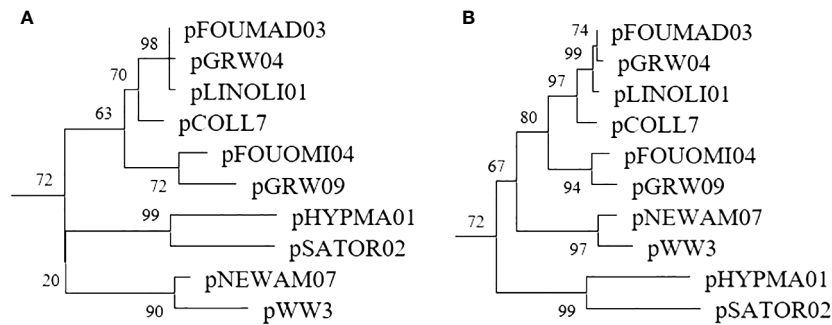 A
98 pFOUMAD03
pGRW04
70
pLINOLI01
63
pCOLL7
pFOUOMI04
72
72 pGRW09
99 pHYPMA01
pSATOR02
20 pNEWAM07
90 pWW3
B
74 pFOUMAD03
99
pGRW04
97
pLINOLI01
80
pCOLL7
pFOUOMI04
67
94 pGRW09
72 pNEWAM07
97 pWW3
pHYPMA01
99 pSATOR02